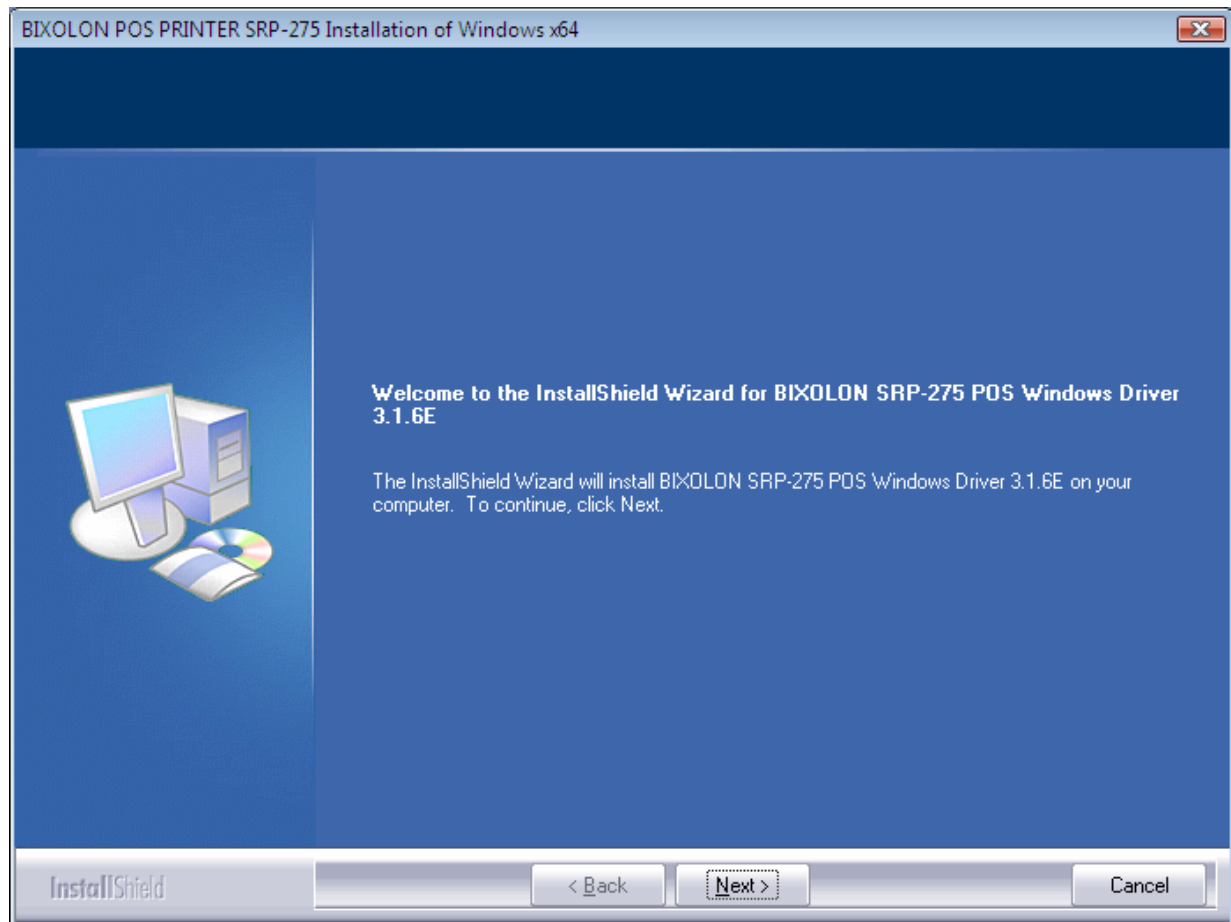 BIXOLON POS PRINTER SRP-275 Installation of Windows x64
Welcome to the InstallShield Wizard for BIXOLON SRP-275 POS Windows Driver
3.1.6E
The InstallShield Wizard will install BIXOLON SRP-275 POS Windows Driver 3.1.6E on your
computer. To continue, click Next.
InstallShield
< Back
Next >
Cancel